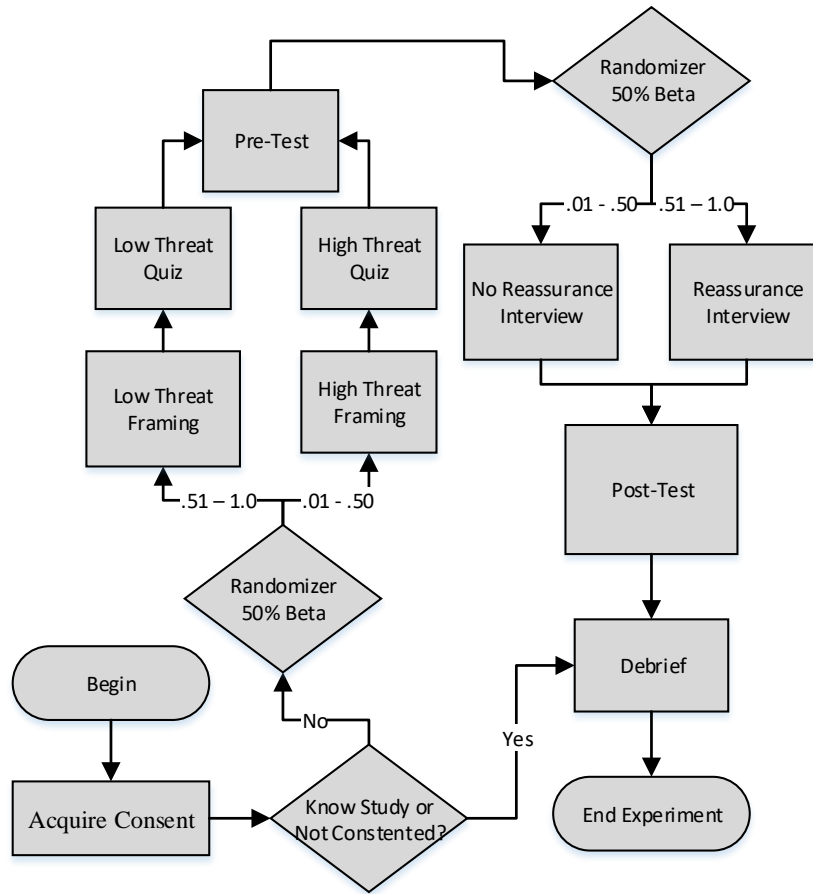 Randomizer
50% Beta
Pre-Test
.01 - .50
.51 – 1.0
Low Threat
Quiz
High Threat
Quiz
No Reassurance
Interview
Reassurance
Interview
Low Threat
Framing
High Threat
Framing
Post-Test
.51 – 1.0
.01 - .50
Randomizer
50% Beta
Begin
Debrief
No
Yes
Acquire Consent
Know Study or
Not Constented?
End Experiment